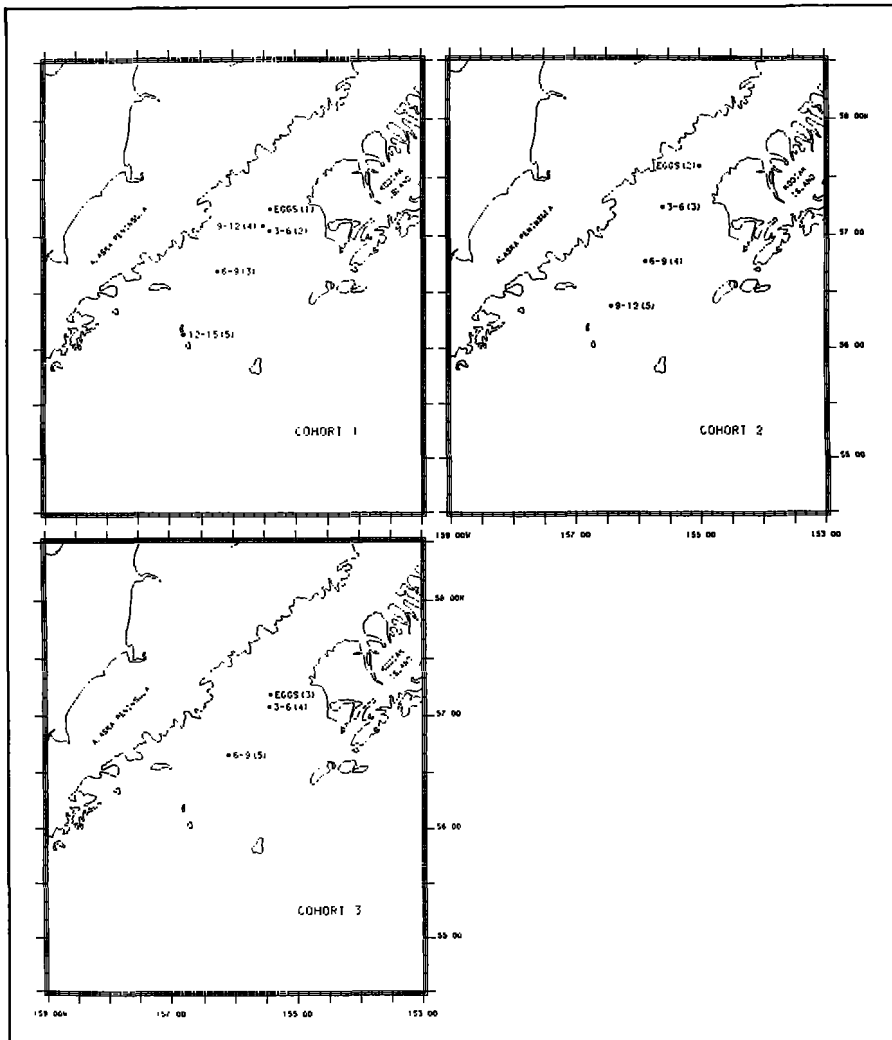 58 00N
KODIAK
ISLAND
EGGS(2)
EGGS(1)
3-6(3)
ALASKA PENINSULA
9-12(4)
3-6(2)
ALASKA PENINSULA
57 00
6-9(3)
6-9(4)
12-15(5)
9-12(5)
56 00
COHORT 1
COHORT 2
55 00
159 00W
157 00
155 00
153 00
58 00N
KODIAK
ISLAND
EGGS(3)
3-6(4)
ALASKA PENINSULA
57 00
6-9(5)
56 00
COHORT 3
55 00
159 00W
157 00
155 00
153 00